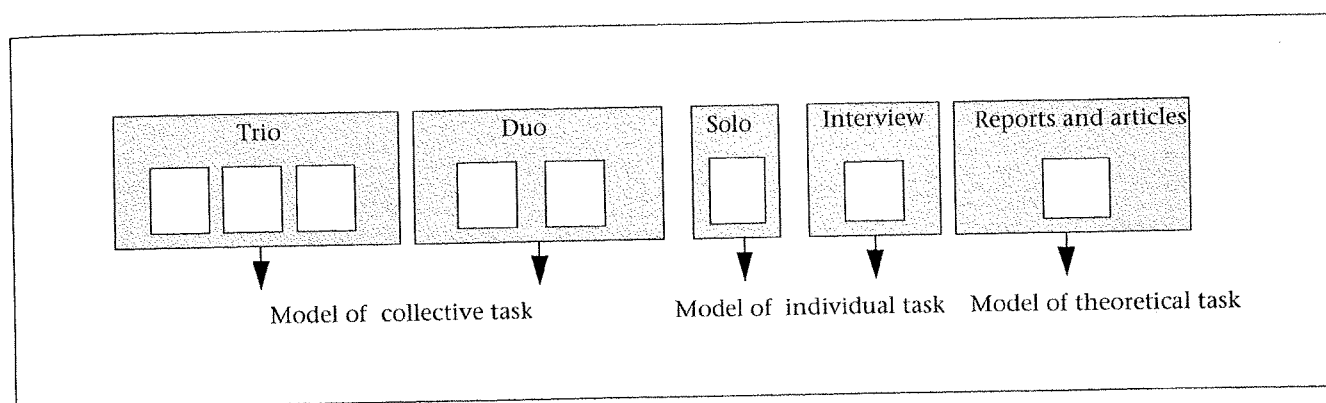 Trio
Duo
Solo
Interview
Reports and articles
Model of collective task
Model of individual task
Model of theoretical task